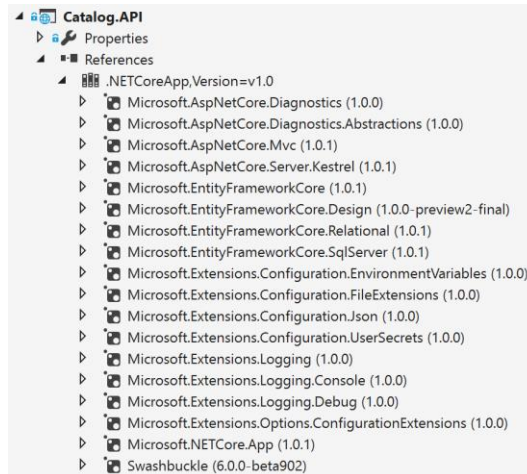 Catalog.API
Properties
References
.NETCoreApp,Version=v1.0
Microsoft.AspNetCore.Diagnostics (1.0.0)
Microsoft.AspNetCore.Diagnostics.Abstractions (1.0.0)
Microsoft.AspNetCore.Mvc (1.0.1)
Microsoft.AspNetCore.Server.Kestrel (1.0.1)
Microsoft.EntityFrameworkCore (1.0.1)
Microsoft.EntityFrameworkCore.Design (1.0.0-preview2-final)
Microsoft.EntityFrameworkCore.Relational (1.0.1)
Microsoft.EntityFrameworkCore.SqlServer (1.0.1)
Microsoft.Extensions.Configuration.EnvironmentVariables (1.0.0)
Microsoft.Extensions.Configuration.FileExtensions (1.0.0)
Microsoft.Extensions.Configuration.Json (1.0.0)
Microsoft.Extensions.Configuration.UserSecrets (1.0.0)
Microsoft.Extensions.Logging (1.0.0)
Microsoft.Extensions.Logging.Console (1.0.0)
Microsoft.Extensions.Logging.Debug (1.0.0)
Microsoft.Extensions.Options.ConfigurationExtensions (1.0.0)
Microsoft.NETCore.App (1.0.1)
Swashbuckle (6.0.0-beta902)